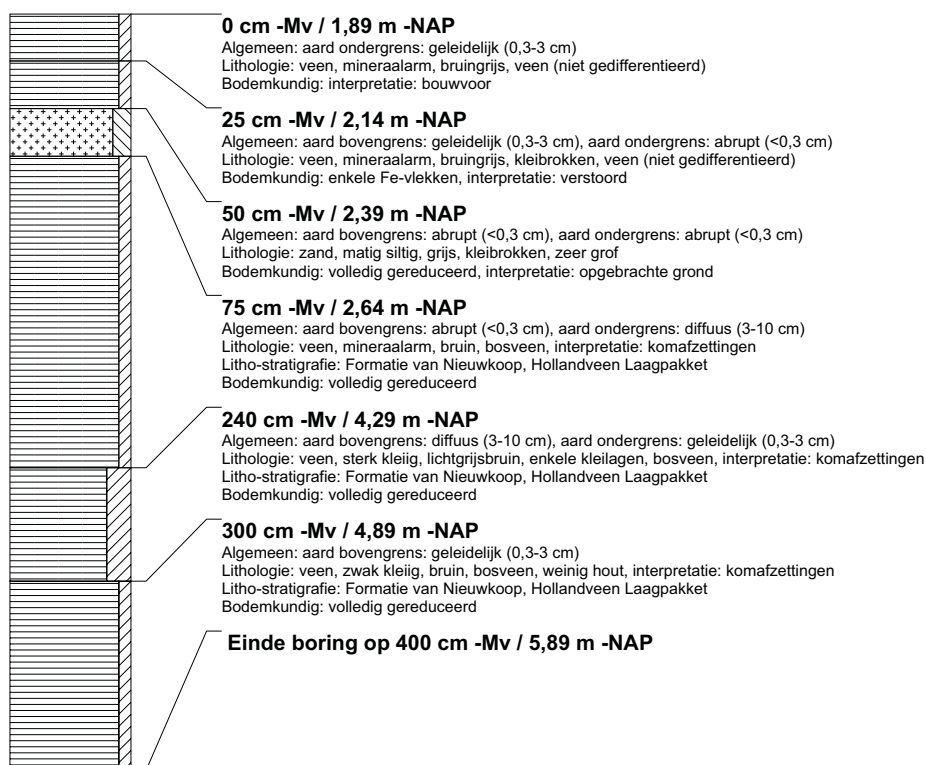 0 cm -Mv / 1,89 m -NAP
Algemeen: aard ondergrens: geleidelijk (0,3-3 cm)
Lithologie: veen, mineraalarm, bruingrijs, veen (niet gedifferentieerd)
Bodemkundig: interpretatie: bouwvoor
25 cm -Mv / 2,14 m -NAP
Algemeen: aard bovengrens: geleidelijk (0,3-3 cm), aard ondergrens: abrupt (<0,3 cm)
Lithologie: veen, mineraalarm, bruingrijs, kleibrokken, veen (niet gedifferentieerd)
Bodemkundig: enkele Fe-vlekken, interpretatie: verstoord
50 cm -Mv / 2,39 m -NAP
Algemeen: aard bovengrens: abrupt (<0,3 cm), aard ondergrens: abrupt (<0,3 cm)
Lithologie: zand, matig siltig, grijs, kleibrokken, zeer grof
Bodemkundig: volledig gereduceerd, interpretatie: opgebrachte grond
75 cm -Mv / 2,64 m -NAP
Algemeen: aard bovengrens: abrupt (<0,3 cm), aard ondergrens: diffuus (3-10 cm)
Lithologie: veen, mineraalarm, bruin, bosveen, interpretatie: komafzettingen
Litho-stratigrafie: Formatie van Nieuwkoop, Hollandveen Laagpakket
Bodemkundig: volledig gereduceerd
240 cm -Mv / 4,29 m -NAP
Algemeen: aard bovengrens: diffuus (3-10 cm), aard ondergrens: geleidelijk (0,3-3 cm)
Lithologie: veen, sterk kleiig, lichtgrijsbruin, enkele kleilagen, bosveen, interpretatie: komafzettingen
Litho-stratigrafie: Formatie van Nieuwkoop, Hollandveen Laagpakket
Bodemkundig: volledig gereduceerd
300 cm -Mv / 4,89 m -NAP
Algemeen: aard bovengrens: geleidelijk (0,3-3 cm)
Lithologie: veen, zwak kleiig, bruin, bosveen, weinig hout, interpretatie: komafzettingen
Litho-stratigrafie: Formatie van Nieuwkoop, Hollandveen Laagpakket
Bodemkundig: volledig gereduceerd
Einde boring op 400 cm -Mv / 5,89 m -NAP